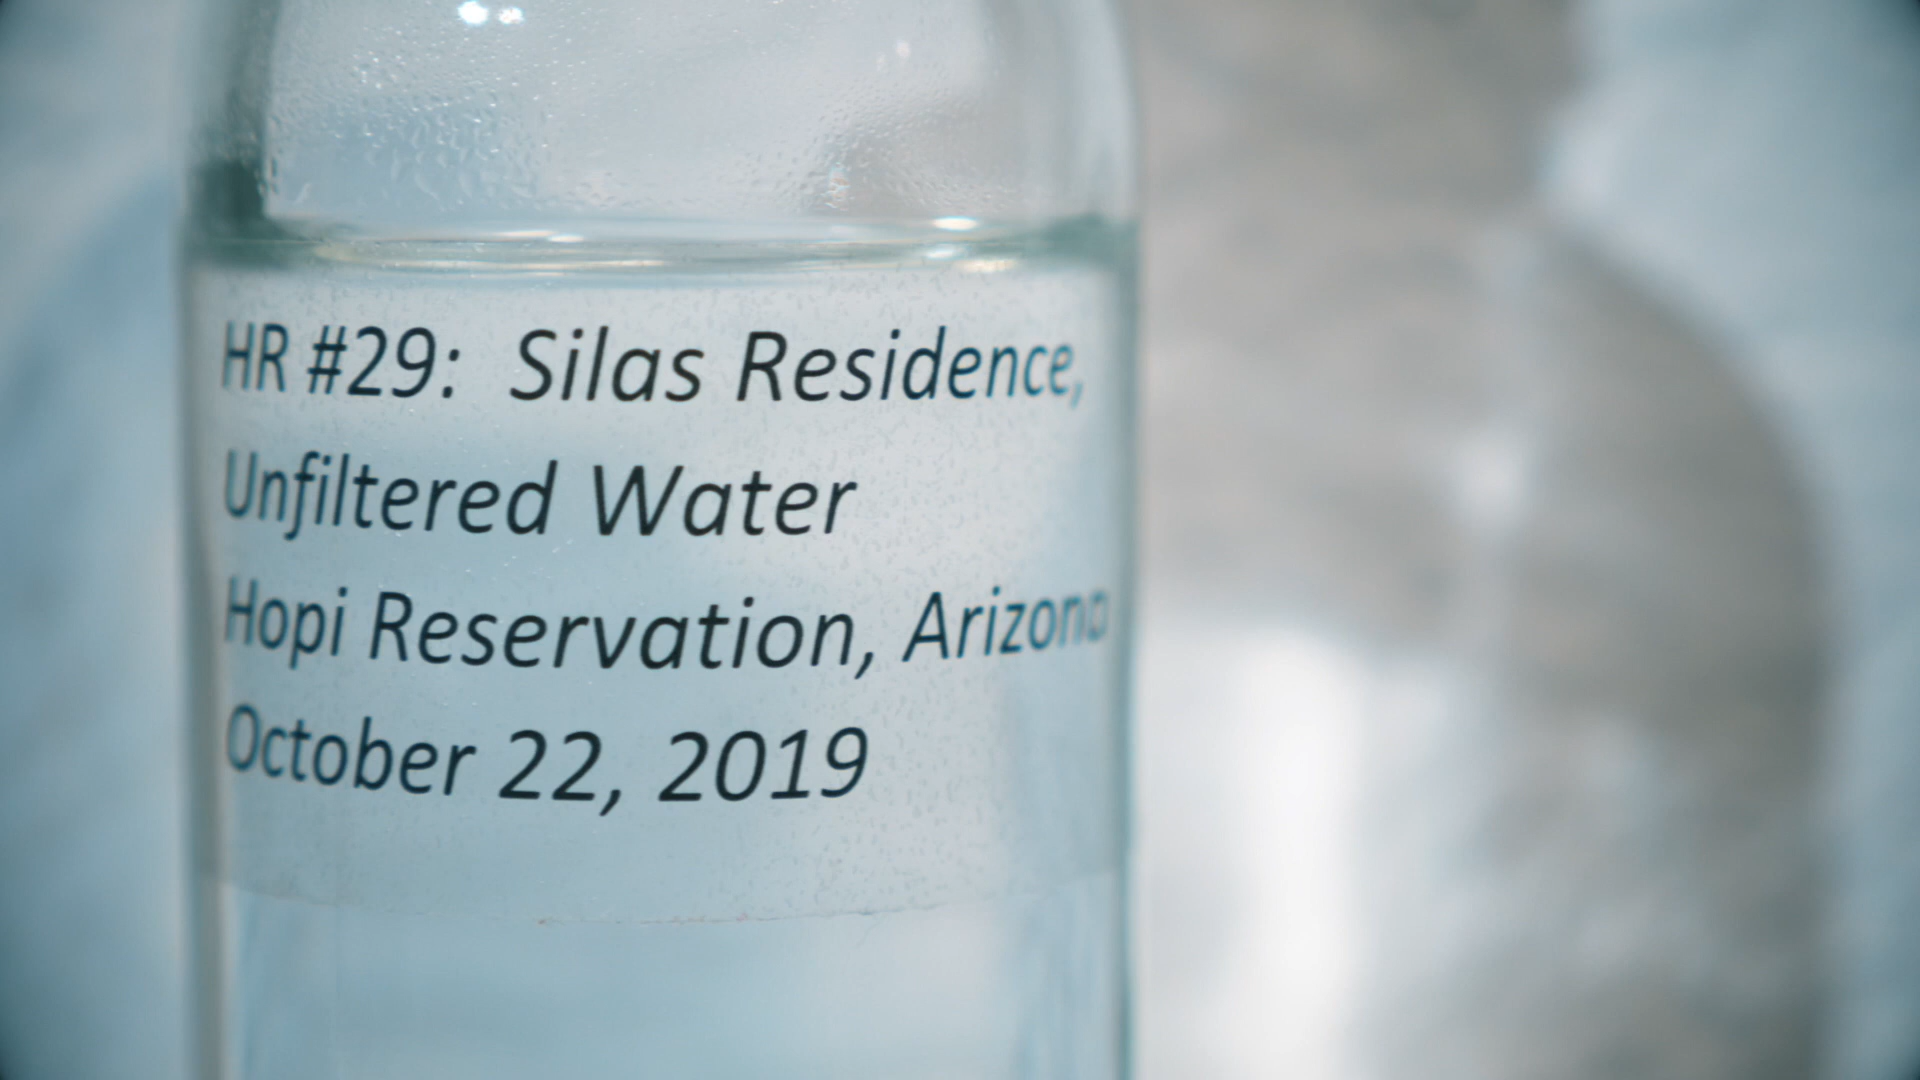 HR #29: Silas Residence,
Unfiltered Water
Hopi Reservation, Arizona
October 22, 2019